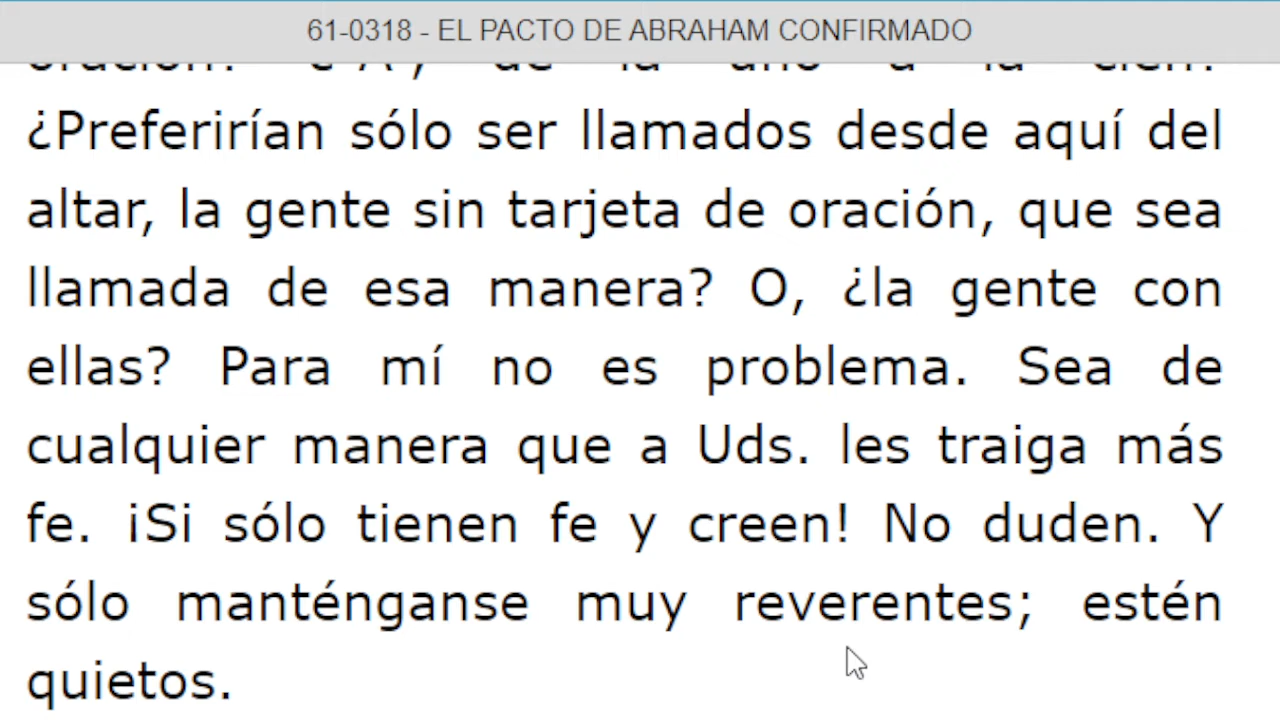 61-0318 - EL PACTO DE ABRAHAM CONFIRMADO
¿Preferirían sólo ser llamados desde aquí del
altar, la gente sin tarjeta de oración, que sea
llamada de esa manera? O, ¿la gente con
ellas? Para mí no es problema. Sea de
cualquier manera que a Uds. les traiga más
fe. ¡Si sólo tienen fe y creen! No duden. Y
sólo manténganse muy reverentes; estén
quietos.